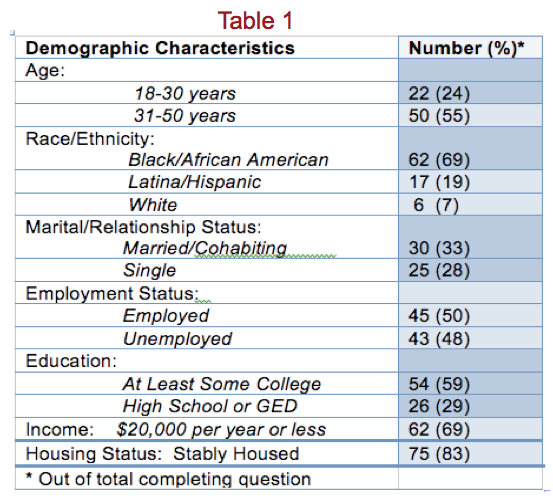 Table 1
Demographic Characteristics Number (%)*
Age:
18-30 years 22 (24)
31-50 years 50 (55)
Race/Ethnicity:
Black/African American 62 (69)
Latina/Hispanic 17 (19)
White 6 (7)
Marital/Relationship Status:
Married/Cohabiting 30 (33)
Single 25 (28)
Employment Status:
Employed 45 (50)
Unemployed 43 (48)
Education:
At Least Some College 54 (59)
High School or GED 26 (29)
Income: $20,000 per year or less 62 (69)
Housing Status: Stably Housed 75 (83)
* Out of total completing question